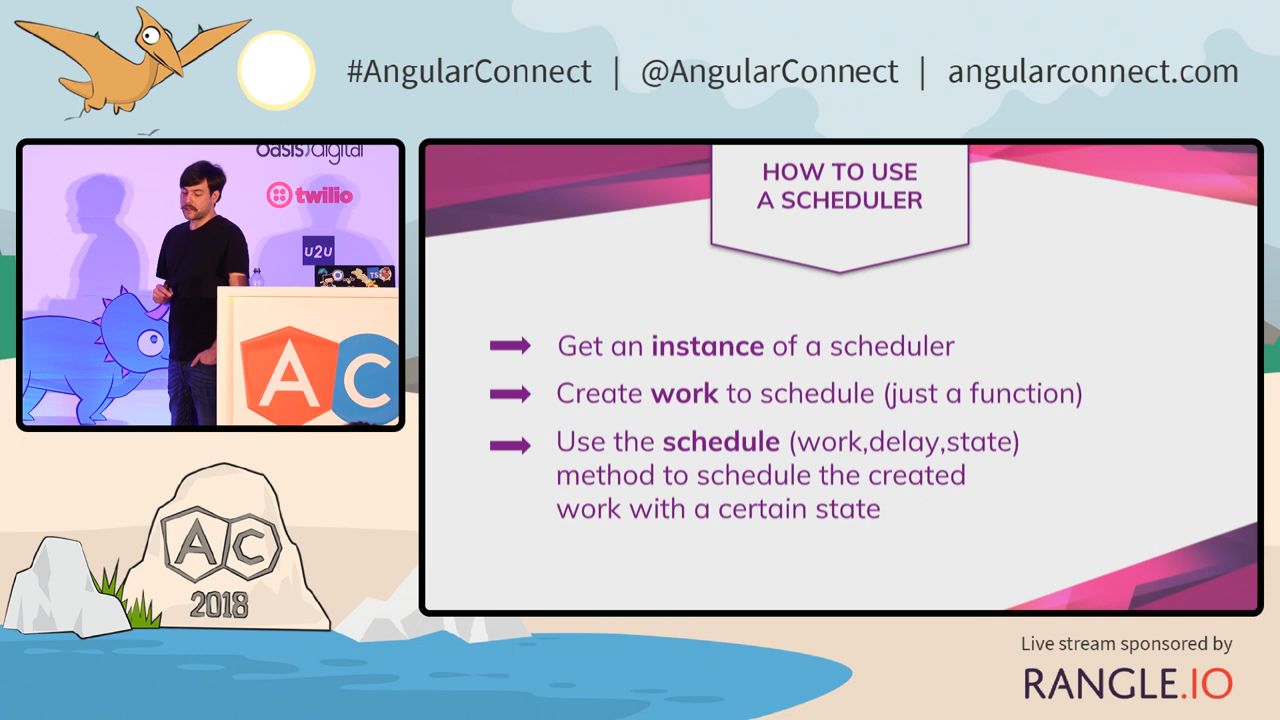 #AngularConnect | @AngularConnect | angularconnect.com
oasis digital
twilio
U2U
TS
AC
HOW TO USE
A SCHEDULER
Get an instance of a scheduler
Create work to schedule (just a function)
Use the schedule (work,delay,state)
method to schedule the created
work with a certain state
AC
2018
Live stream sponsored by
RANGLE.IO